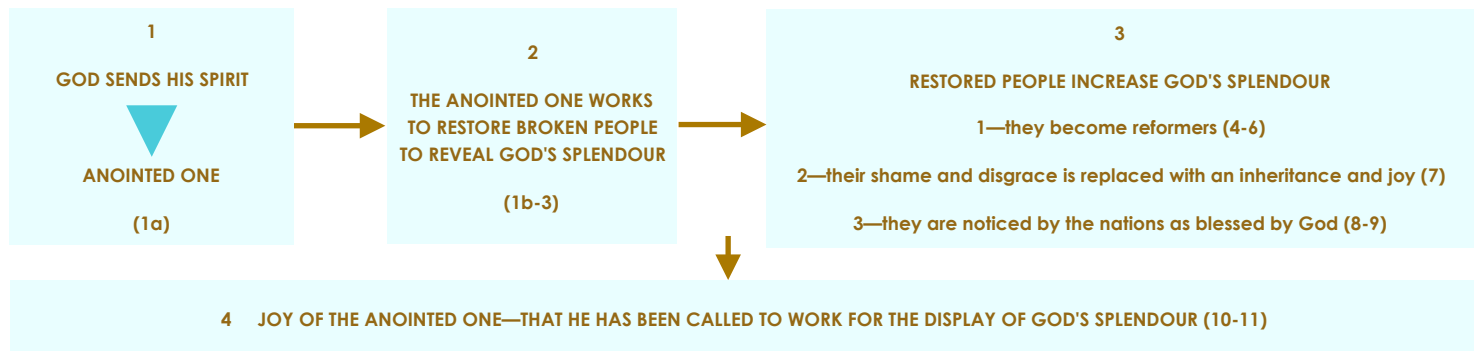 1
GOD SENDS HIS SPIRIT
ANOINTED ONE
(1a)
2
THE ANOINTED ONE WORKS
TO RESTORE BROKEN PEOPLE
TO REVEAL GOD'S SPLENDOUR
(1b-3)
3
RESTORED PEOPLE INCREASE GOD'S SPLENDOUR
1—they become reformers (4-6)
2—their shame and disgrace is replaced with an inheritance and joy (7)
3—they are noticed by the nations as blessed by God (8-9)
4 JOY OF THE ANOINTED ONE—THAT HE HAS BEEN CALLED TO WORK FOR THE DISPLAY OF GOD'S SPLENDOUR (10-11)